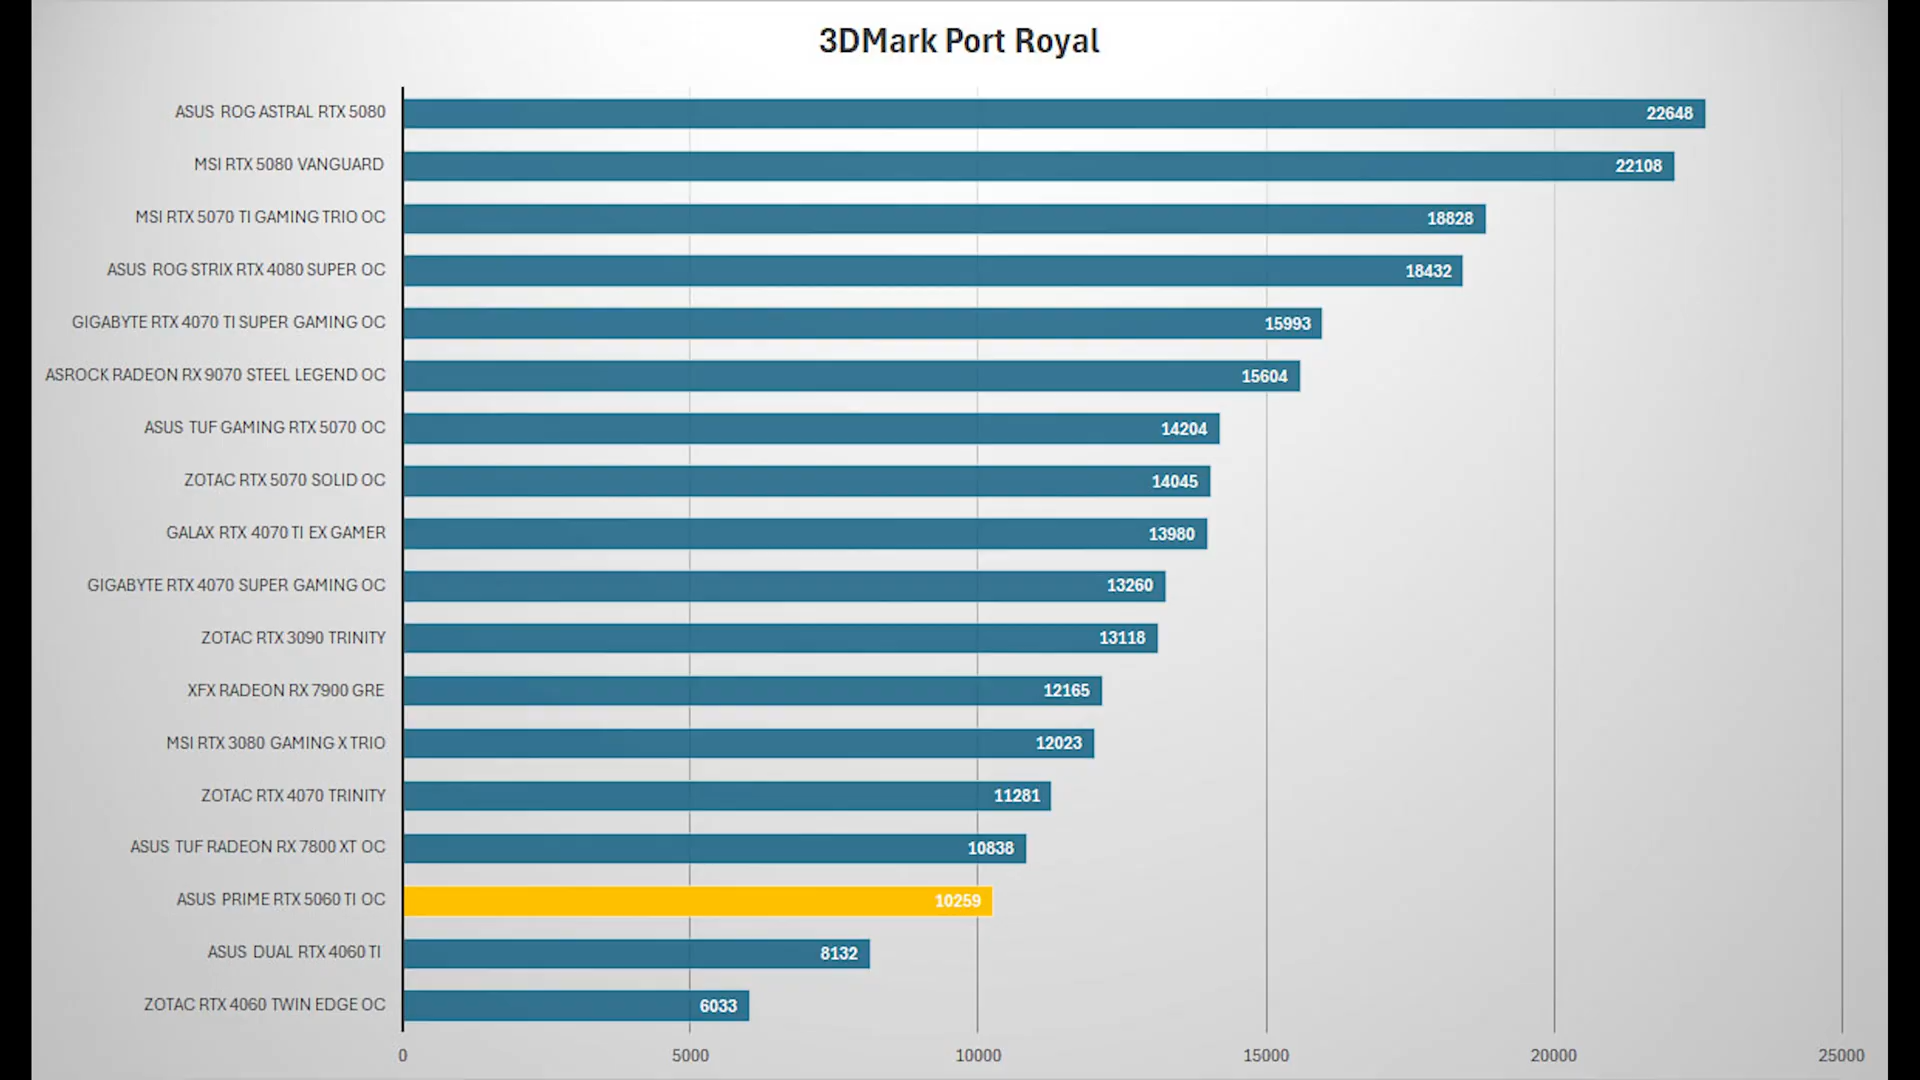 3DMark Port Royal
ASUS ROG ASTRAL RTX 5080 22648
MSI RTX 5080 VANGUARD 22108
MSI RTX 5070 TI GAMING TRIO OC 18828
ASUS ROG STRIX RTX 4080 SUPER OC 18432
GIGABYTE RTX 4070 TI SUPER GAMING OC 15993
ASROCK RADEON RX 9070 STEEL LEGEND OC 15604
ASUS TUF GAMING RTX 5070 OC 14204
ZOTAC RTX 5070 SOLID OC 14045
GALAX RTX 4070 TI EX GAMER 13980
GIGABYTE RTX 4070 SUPER GAMING OC 13260
ZOTAC RTX 3090 TRINITY 13118
XFX RADEON RX 7900 GRE 12165
MSI RTX 3080 GAMING X TRIO 12023
ZOTAC RTX 4070 TRINITY 11281
ASUS TUF RADEON RX 7800 XT OC 10838
ASUS PRIME RTX 5060 TI OC 10259
ASUS DUAL RTX 4060 TI 8132
ZOTAC RTX 4060 TWIN EDGE OC 6033
0 5000 10000 15000 20000 25000